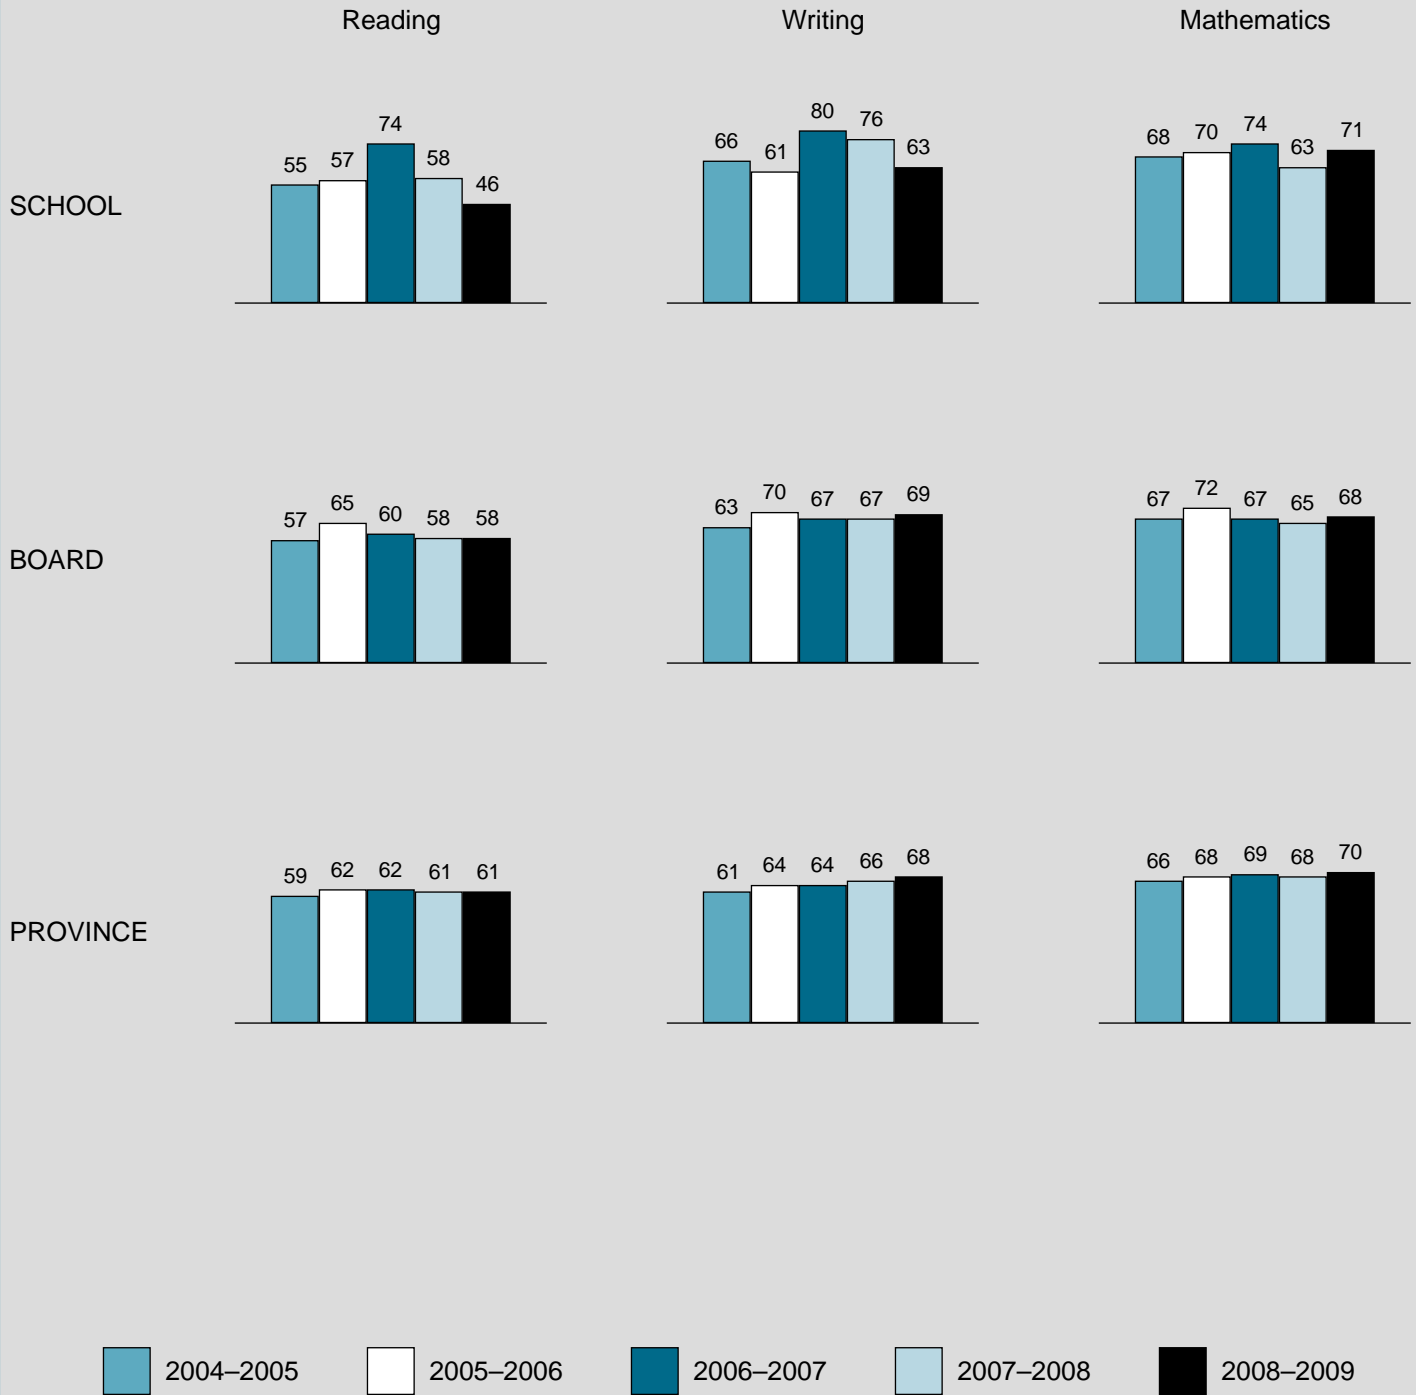 Reading Writing Mathematics
SCHOOL
55 57 74 58 46
66 61 80 76 63
68 70 74 63 71
BOARD
57 65 60 58 58
63 70 67 67 69
67 72 67 65 68
PROVINCE
59 62 62 61 61
61 64 64 66 68
66 68 69 68 70
2004–2005 2005–2006 2006–2007 2007–2008 2008–2009